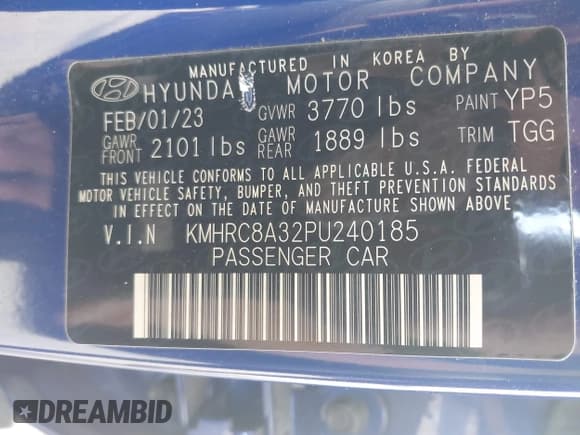 MANUFACTURED IN KOREA BY
HYUNDAI MOTOR COMPANY
FEB/01/23 GVWR 3770 lbs PAINT YP5
GAWR FRONT 2101 lbs GAWR REAR 1889 lbs TRIM TGG
THIS VEHICLE CONFORMS TO ALL APPLICABLE U.S.A. FEDERAL
MOTOR VEHICLE SAFETY, BUMPER, AND THEFT PREVENTION STANDARDS
IN EFFECT ON THE DATE OF MANUFACTURE SHOWN ABOVE
V.I.N KMHRC8A32PU240185
PASSENGER CAR
DREAMBID